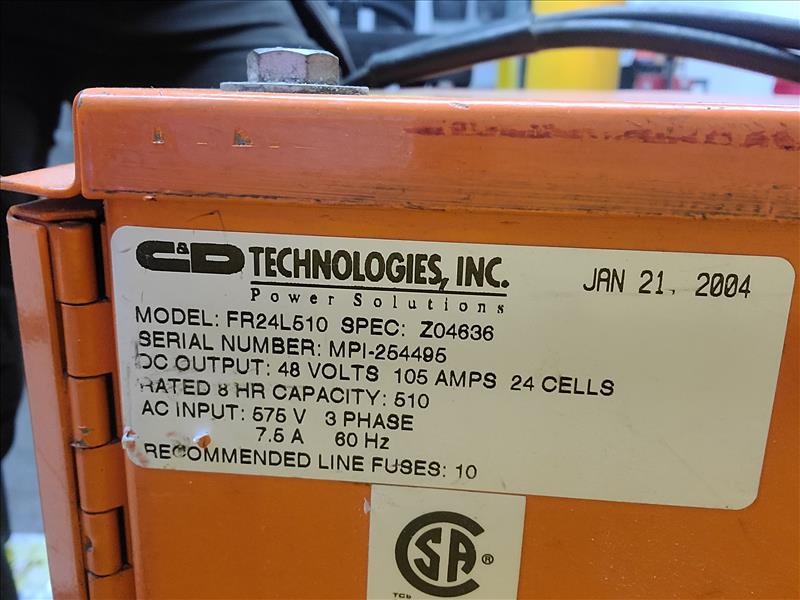 C&D TECHNOLOGIES, INC.
Power Solutions
JAN 21, 2004
MODEL: FR24L510 SPEC: Z04636
SERIAL NUMBER: MPI-254495
DC OUTPUT: 48 VOLTS 105 AMPS 24 CELLS
RATED 8 HR CAPACITY: 510
AC INPUT: 575 V 3 PHASE
7.5 A 60 Hz
RECOMMENDED LINE FUSES: 10
CSA ®